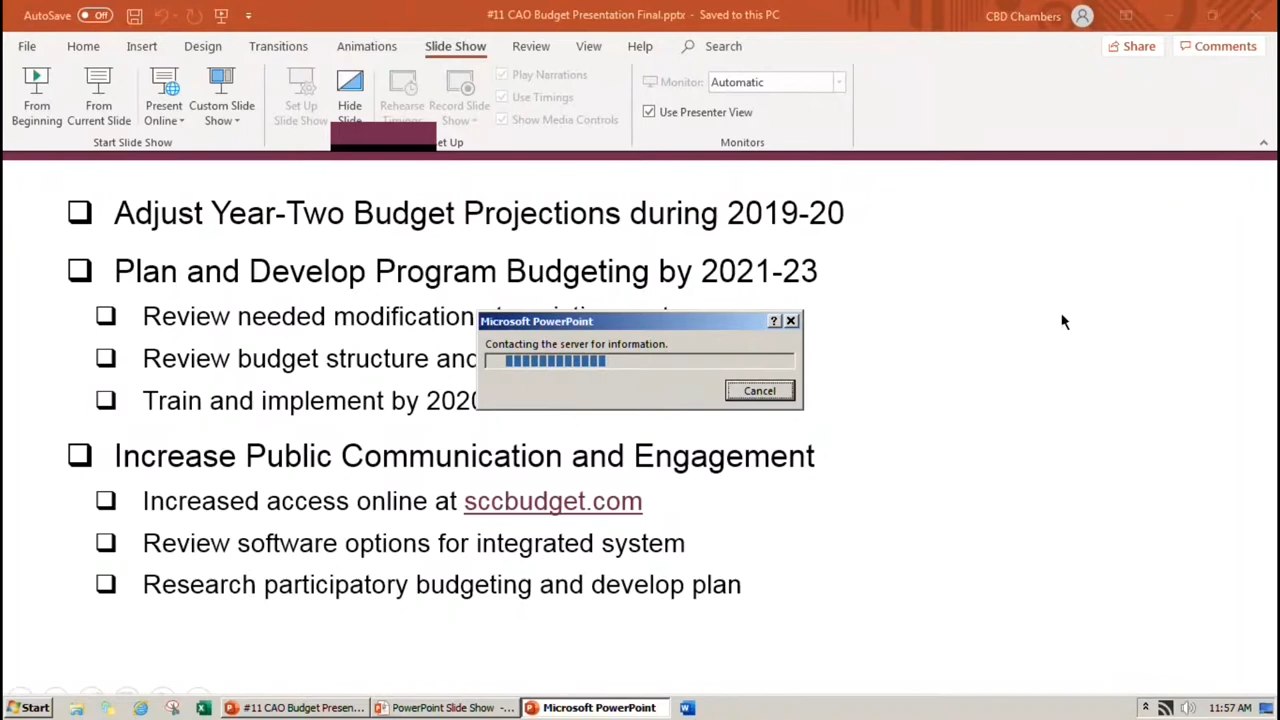 AutoSave Off #11 CAO Budget Presentation Final.pptx - Saved to this PC CBD Chambers
File Home Insert Design Transitions Animations Slide Show Review View Help Search Share Comments
From Beginning
From Current Slide
Present Online
Custom Slide Show
Set Up Slide Show
Hide Slide
Rehearse Timings
Record Slide Show
Play Narrations
Use Timings
Show Media Controls
Monitor: Automatic
Use Presenter View
Start Slide Show
et Up
Monitors
Adjust Year-Two Budget Projections during 2019-20
Plan and Develop Program Budgeting by 2021-23
Review needed modification
Review budget structure and
Train and implement by 2020
Microsoft PowerPoint
Contacting the server for information.
Cancel
Increase Public Communication and Engagement
Increased access online at sccbudget.com
Review software options for integrated system
Research participatory budgeting and develop plan
Start #11 CAO Budget Presen... PowerPoint Slide Show -... Microsoft PowerPoint 11:57 AM